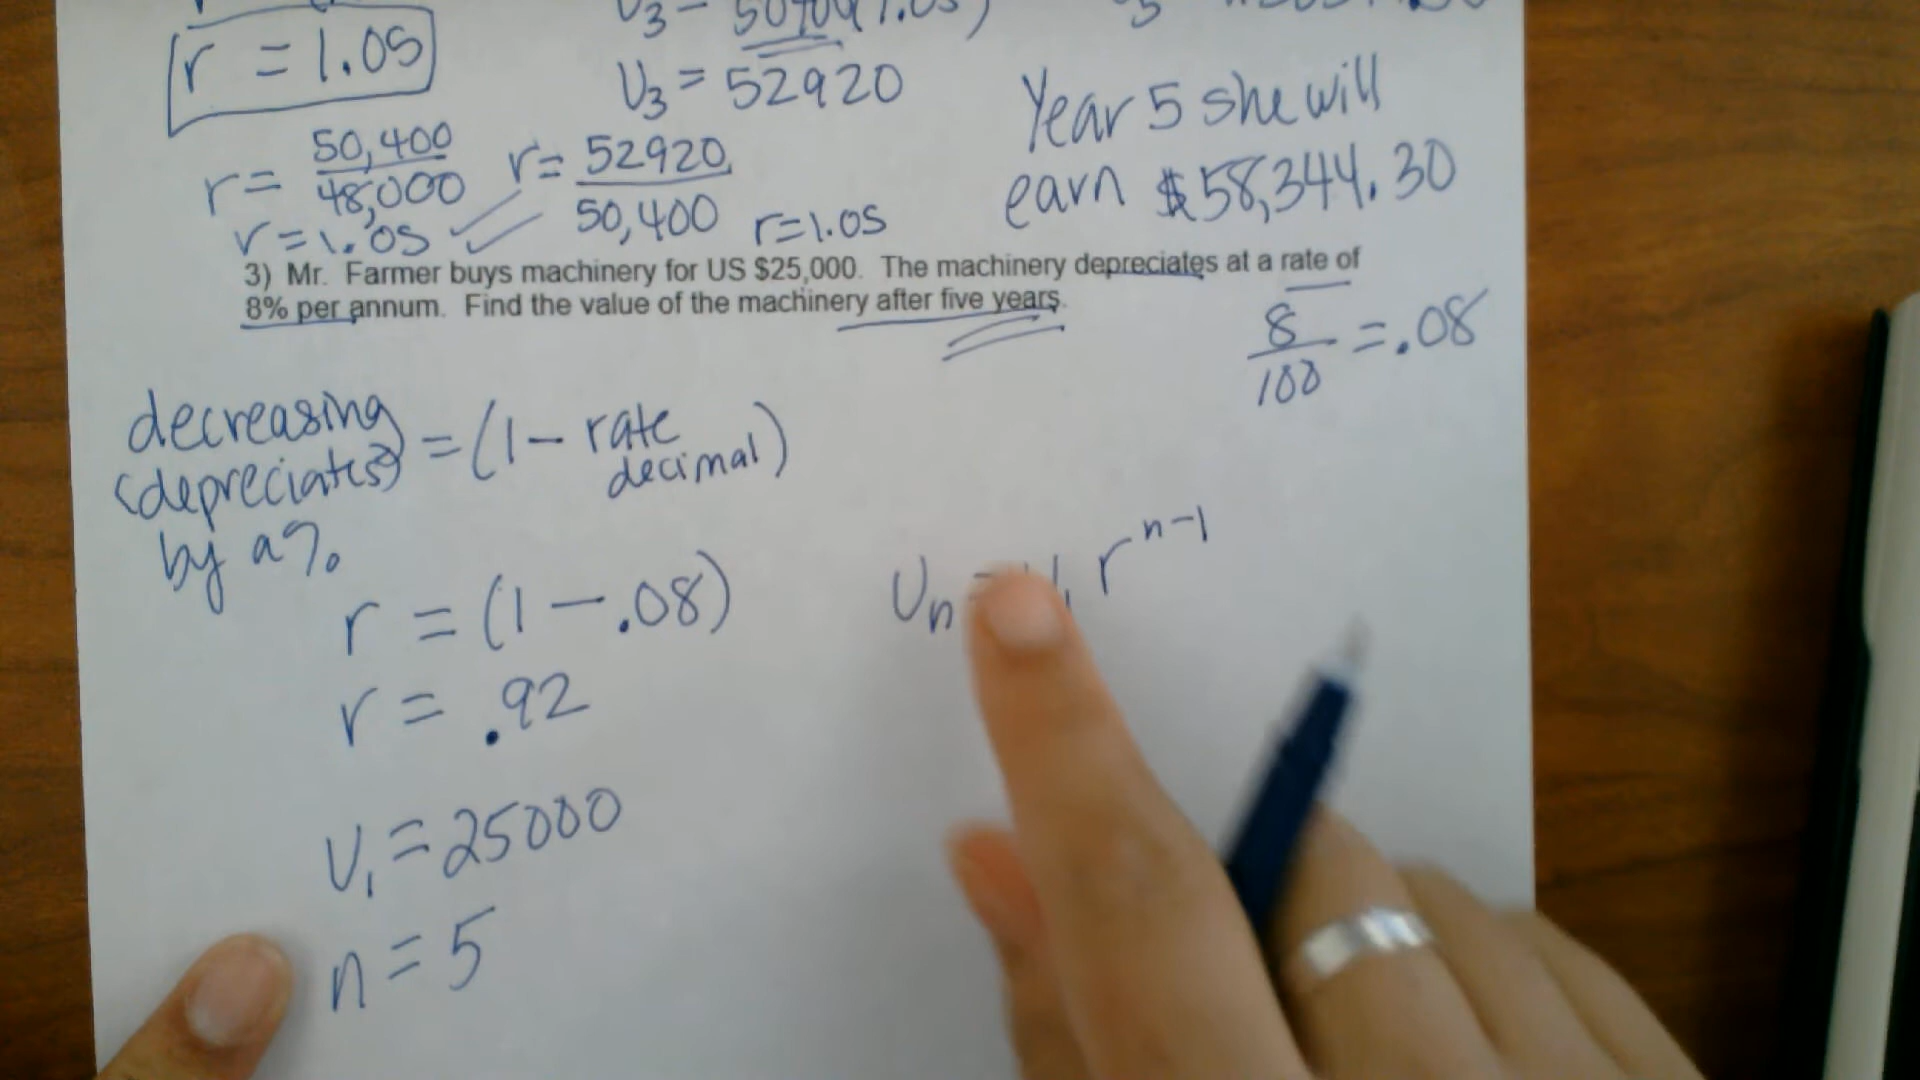 r = 1.05
U3 = 52920
r = 50,400 / 48,000
r = 52920 / 50,400
r = 1.05
r=1.05
Year 5 she will
earn $58,344.30
3) Mr. Farmer buys machinery for US $25,000. The machinery depreciates at a rate of
8% per annum. Find the value of the machinery after five years.
8/100 = .08
decreasing
(depreciates)
by a %
= (1 - rate
decimal)
r = (1 - .08)
r = .92
U1 = 25000
n = 5
Un = r^n-1